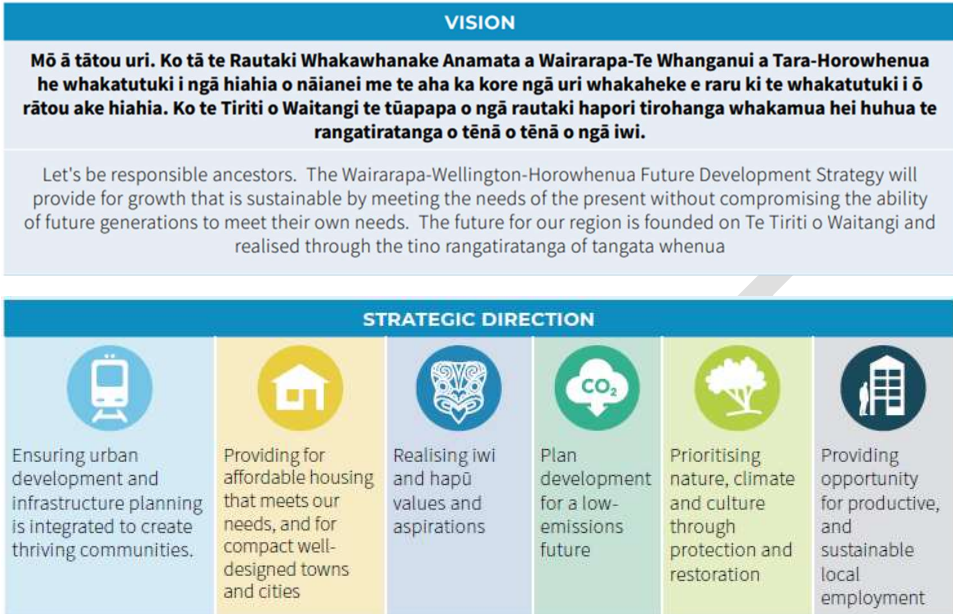 VISION
Mō ā tātou uri. Ko tā te Rautaki Whakawhanake Anamata a Wairarapa-Te Whanganui a Tara-Horowhenua
he whakatutuki i ngā hiahia o nāianei me te aha ka kore ngā uri whakaheke e raru ki te whakatutuki i ō
rātou ake hiahia. Ko te Tiriti o Waitangi te tūapapa o ngā rautaki hapori tirohanga whakamua hei huhua te
rangatiratanga o tēnā o tēnā o ngā iwi.
Let's be responsible ancestors. The Wairarapa-Wellington-Horowhenua Future Development Strategy will
provide for growth that is sustainable by meeting the needs of the present without compromising the ability
of future generations to meet their own needs. The future for our region is founded on Te Tiriti o Waitangi and
realised through the tino rangatiratanga of tangata whenua
STRATEGIC DIRECTION
Ensuring urban
development and
infrastructure planning
is integrated to create
thriving communities.
Providing for
affordable housing
that meets our
needs, and for
compact well-
designed towns
and cities
Realising iwi
and hapū
values and
aspirations
CO₂
Plan
development
for a low-
emissions
future
Prioritising
nature, climate
and culture
through
protection and
restoration
Providing
opportunity
for productive,
and
sustainable
local
employment